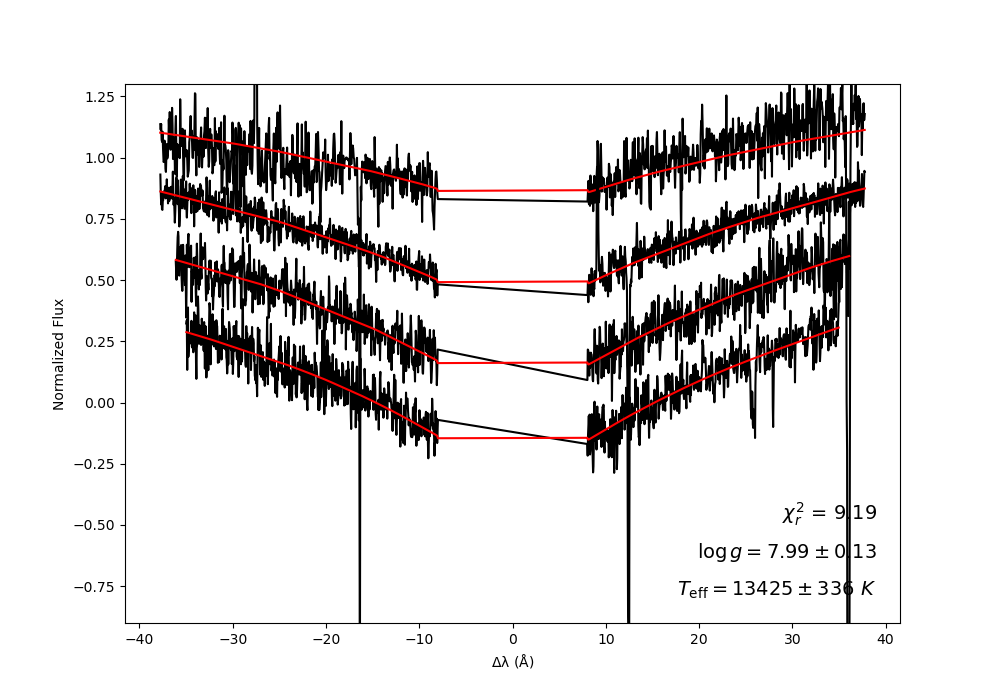 1.25
1.00
0.75
0.50
0.25
0.00
−0.25
−0.50
−0.75
Normalized Flux
χ²ᵣ = 9.19
log g = 7.99 ± 0.13
T_eff = 13425 ± 336 K
−40 −30 −20 −10 0 10 20 30 40
Δλ (Å)